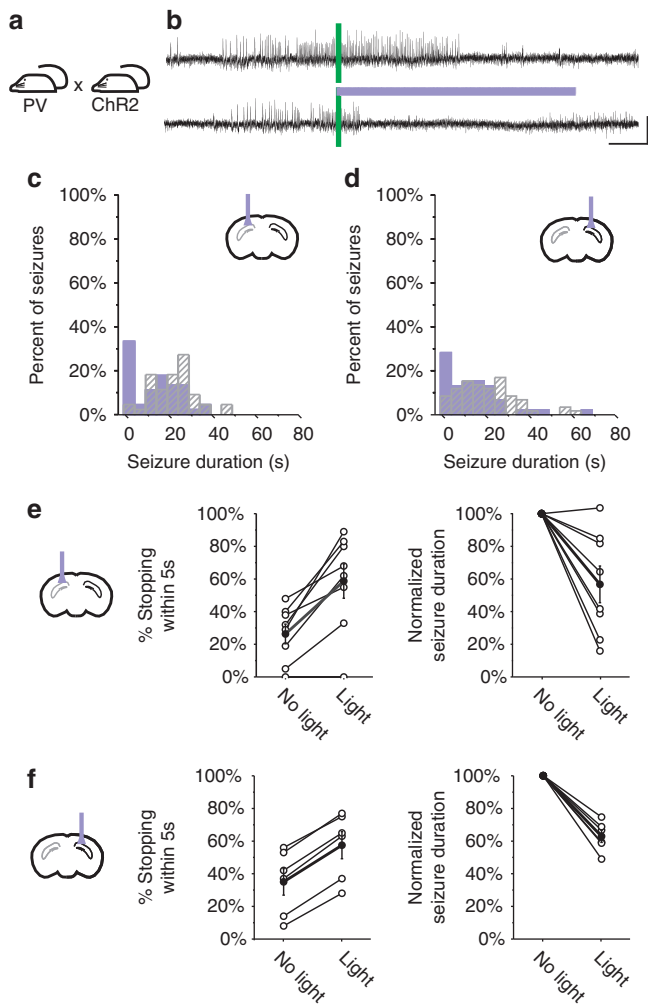 a
b
PV x ChR2
c
d
100%
80%
60%
40%
20%
0%
Percent of seizures
0 20 40 60 80
Seizure duration (s)
100%
80%
60%
40%
20%
0%
Percent of seizures
0 20 40 60 80
Seizure duration (s)
e
100%
80%
60%
40%
20%
0%
% Stopping
within 5s
No light
Light
100%
80%
60%
40%
20%
0%
Normalized
seizure duration
No light
Light
f
100%
80%
60%
40%
20%
0%
% Stopping
within 5s
No light
Light
100%
80%
60%
40%
20%
0%
Normalized
seizure duration
No light
Light